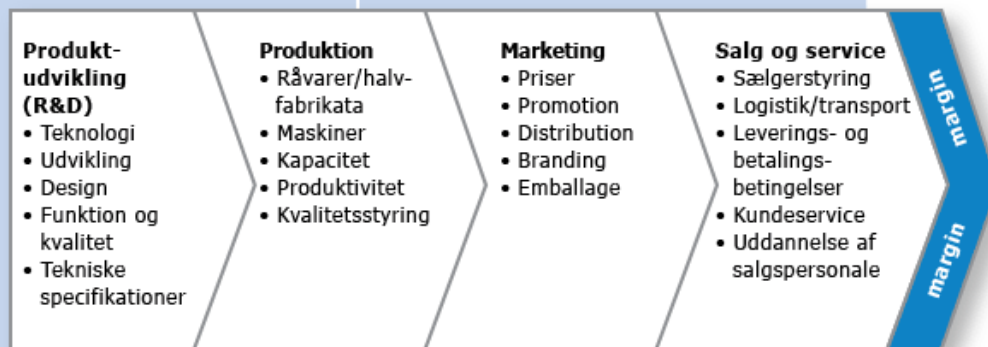 Produkt-
udvikling
(R&D)
• Teknologi
• Udvikling
• Design
• Funktion og
kvalitet
• Tekniske
specifikationer
Produktion
• Råvarer/halv-
fabrikata
• Maskiner
• Kapacitet
• Produktivitet
• Kvalitetsstyring
Marketing
• Priser
• Promotion
• Distribution
• Branding
• Emballage
Salg og service
• Sælgerstyring
• Logistik/transport
• Leverings- og
betalings-
betingelser
• Kundeservice
• Uddannelse af
salgspersonale
margin
margin